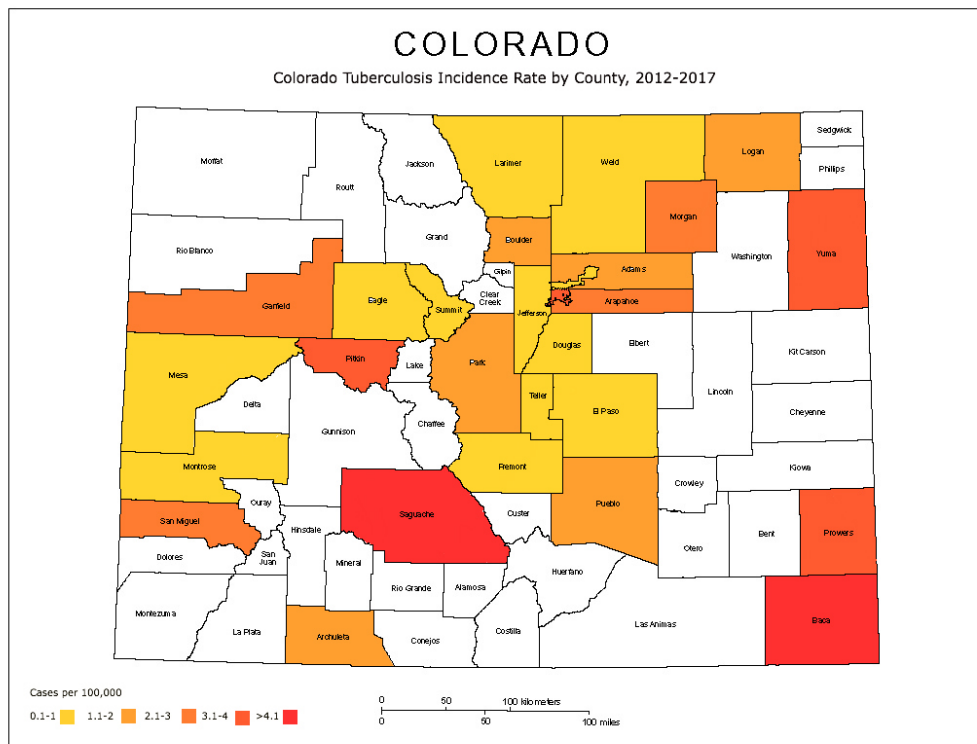 COLORADO
Colorado Tuberculosis Incidence Rate by County, 2012-2017
Sedgwick
Logan
Moffat
Jackson
Larimer
Weld
Phillips
Routt
Morgan
Grand
Boulder
Rio Blanco
Washington
Yuma
Gilpin
Adams
Clear
Creek
Eagle
Garfield
Summit
Jefferson
Arapahoe
Douglas
Elbert
Kit Carson
Pitkin
Lake
Park
Mesa
Lincoln
Teller
Delta
El Paso
Cheyenne
Chaffee
Gunnison
Montrose
Fremont
Kiowa
Crowley
Ouray
Pueblo
Saguache
Custer
San Miguel
Hinsdale
Prowers
Bent
Otero
Dolores
San
Juan
Mineral
Huerfano
Rio Grande
Alamosa
Montezuma
La Plata
Archuleta
Conejos
Costilla
Las Animas
Baca
Cases per 100,000
0.1-1 1.1-2 2.1-3 3.1-4 >4.1
0 50 100 kilometers
0 50 100 miles